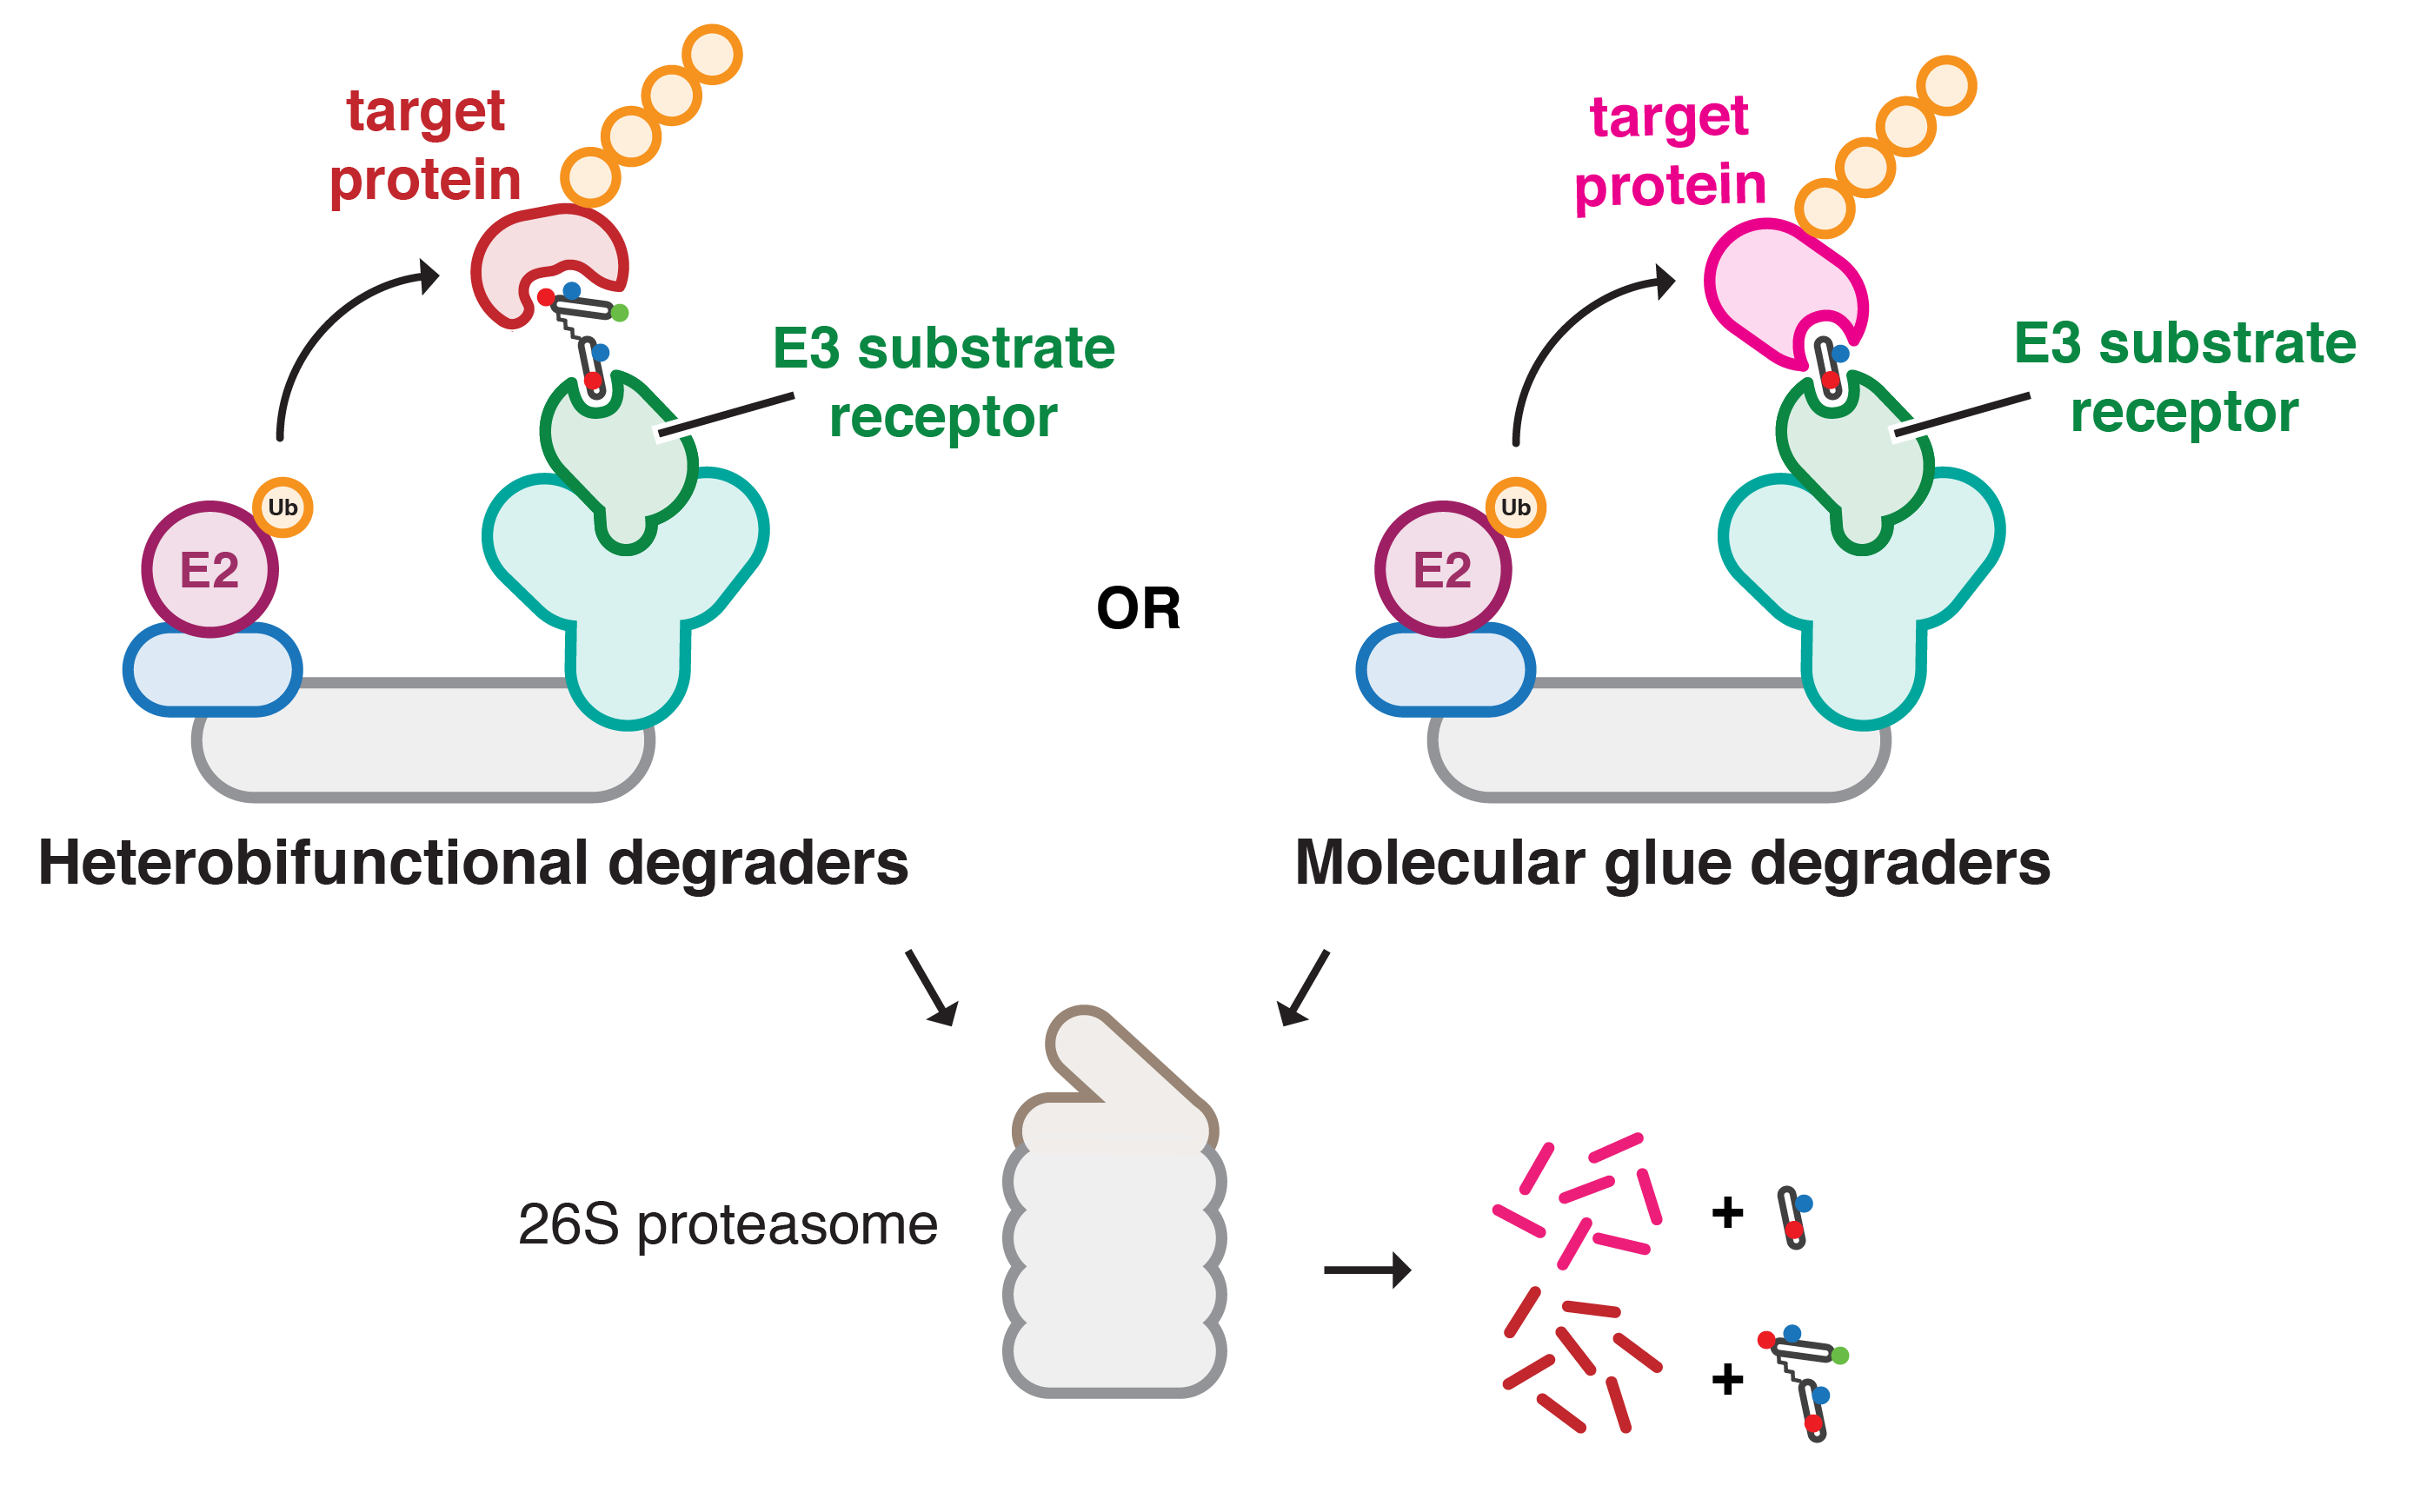 target
protein
E3 substrate
receptor
Ub
E2
Heterobifunctional degraders
OR
target
protein
E3 substrate
receptor
Ub
E2
Molecular glue degraders
26S proteasome
+
+